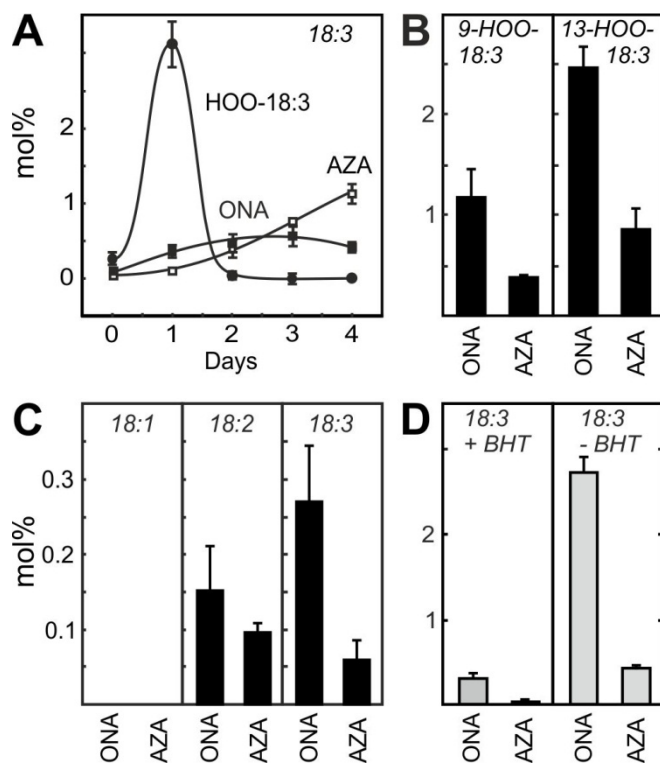 A
18:3
HOO-18:3
AZA
ONA
mol%
2
1
0
0 1 2 3 4
Days
B
9-HOO-
18:3
13-HOO-
18:3
2
1
ONA AZA ONA AZA
C
18:1 18:2 18:3
mol%
0.3
0.2
0.1
ONA AZA ONA AZA ONA AZA
D
18:3
+ BHT
18:3
- BHT
2
1
ONA AZA ONA AZA